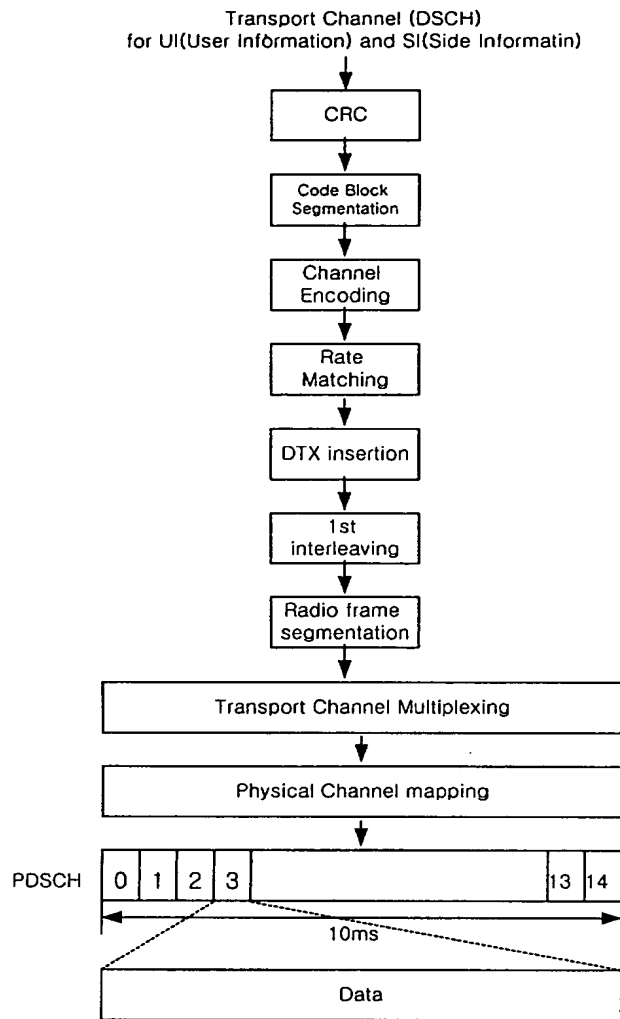 Transport Channel (DSCH)
for UI(User Information) and SI(Side Informatin)
CRC
Code Block
Segmentation
Channel
Encoding
Rate
Matching
DTX insertion
1st
interleaving
Radio frame
segmentation
Transport Channel Multiplexing
Physical Channel mapping
PDSCH 0 1 2 3 13 14
10ms
Data